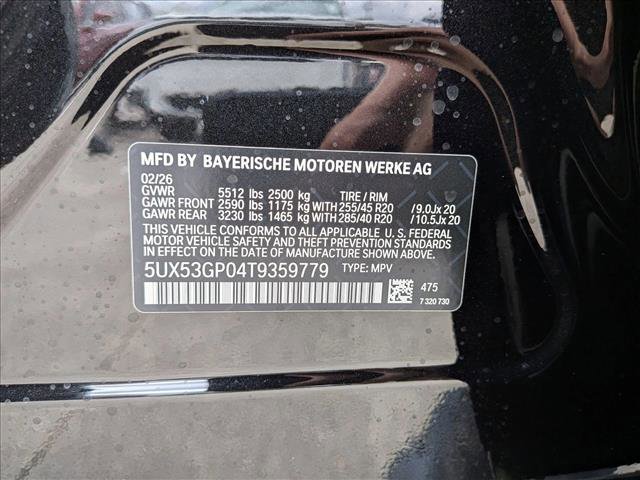 MFD BY BAYERISCHE MOTOREN WERKE AG
02/26
GVWR 5512 lbs 2500 kg TIRE / RIM
GAWR FRONT 2590 lbs 1175 kg WITH 255/45 R20 /9.0Jx 20
GAWR REAR 3230 lbs 1465 kg WITH 285/40 R20 /10.5Jx 20
THIS VEHICLE CONFORMS TO ALL APPLICABLE U.S. FEDERAL
MOTOR VEHICLE SAFETY AND THEFT PREVENTION STANDARDS
IN EFFECT ON THE DATE OF MANUFACTURE SHOWN ABOVE.
5UX53GP04T9359779 TYPE: MPV
475
7 320 730